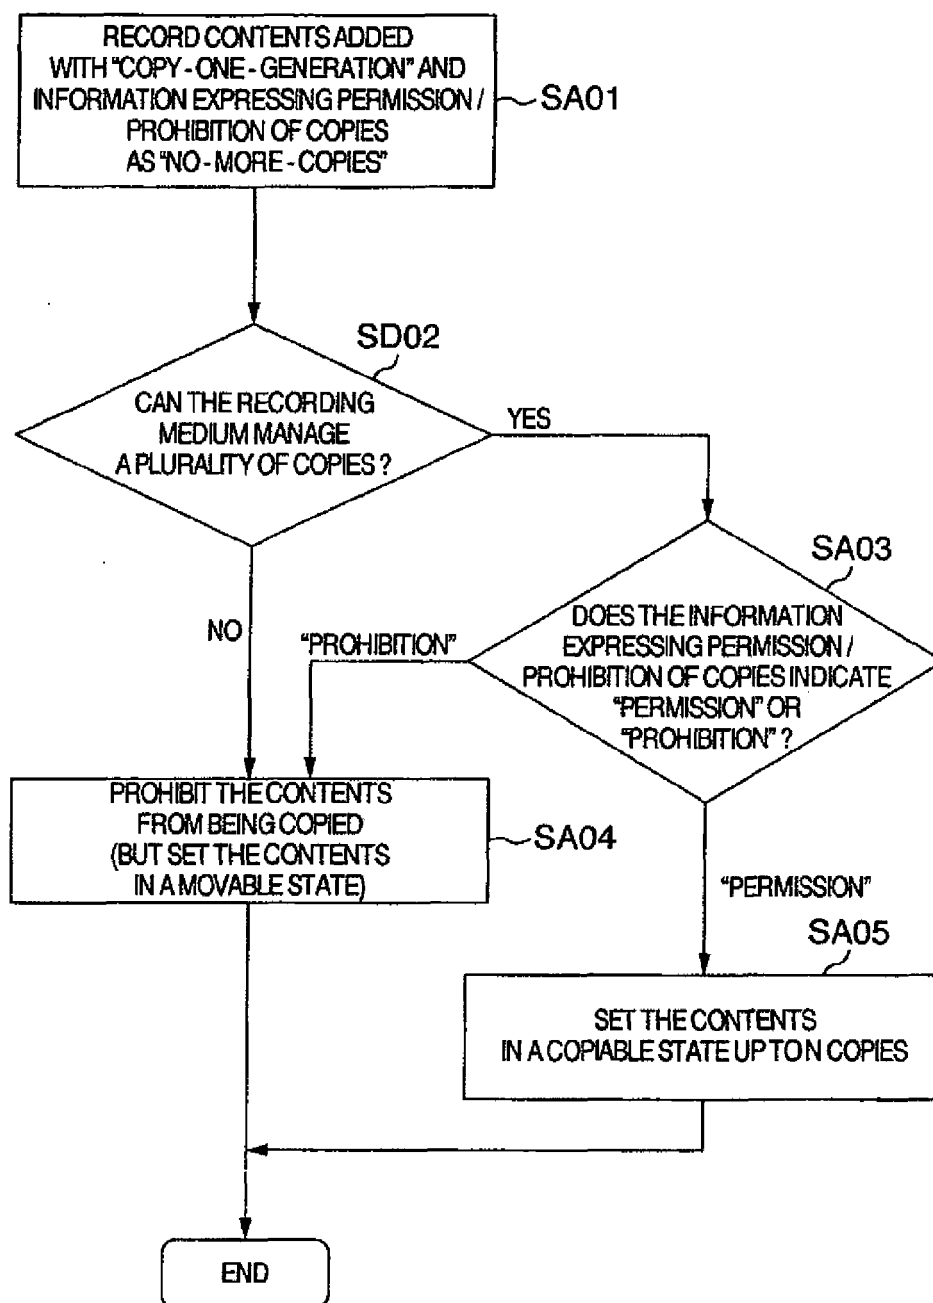 RECORD CONTENTS ADDED
WITH "COPY-ONE-GENERATION" AND
INFORMATION EXPRESSING PERMISSION /
PROHIBITION OF COPIES
AS "NO-MORE-COPIES"
SA01
SD02
CAN THE RECORDING
MEDIUM MANAGE
A PLURALITY OF COPIES ?
YES
NO
SA03
DOES THE INFORMATION
EXPRESSING PERMISSION /
PROHIBITION OF COPIES INDICATE
"PERMISSION" OR
"PROHIBITION" ?
"PROHIBITION"
PROHIBIT THE CONTENTS
FROM BEING COPIED
(BUT SET THE CONTENTS
IN A MOVABLE STATE)
SA04
"PERMISSION"
SA05
SET THE CONTENTS
IN A COPIABLE STATE UP TO N COPIES
END